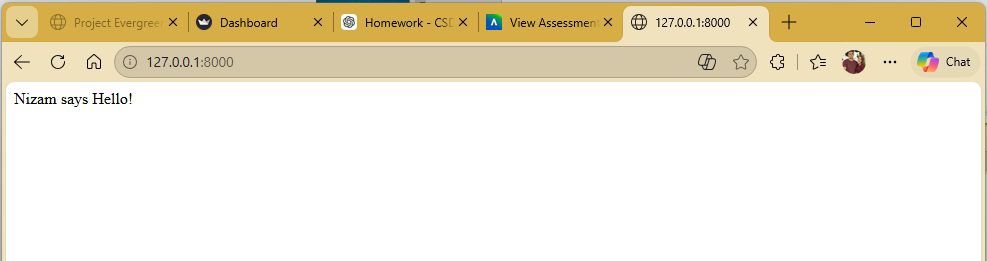 Project Evergree
Dashboard
Homework - CSD
View Assessment
127.0.0.1:8000
127.0.0.1:8000
Chat
Nizam says Hello!